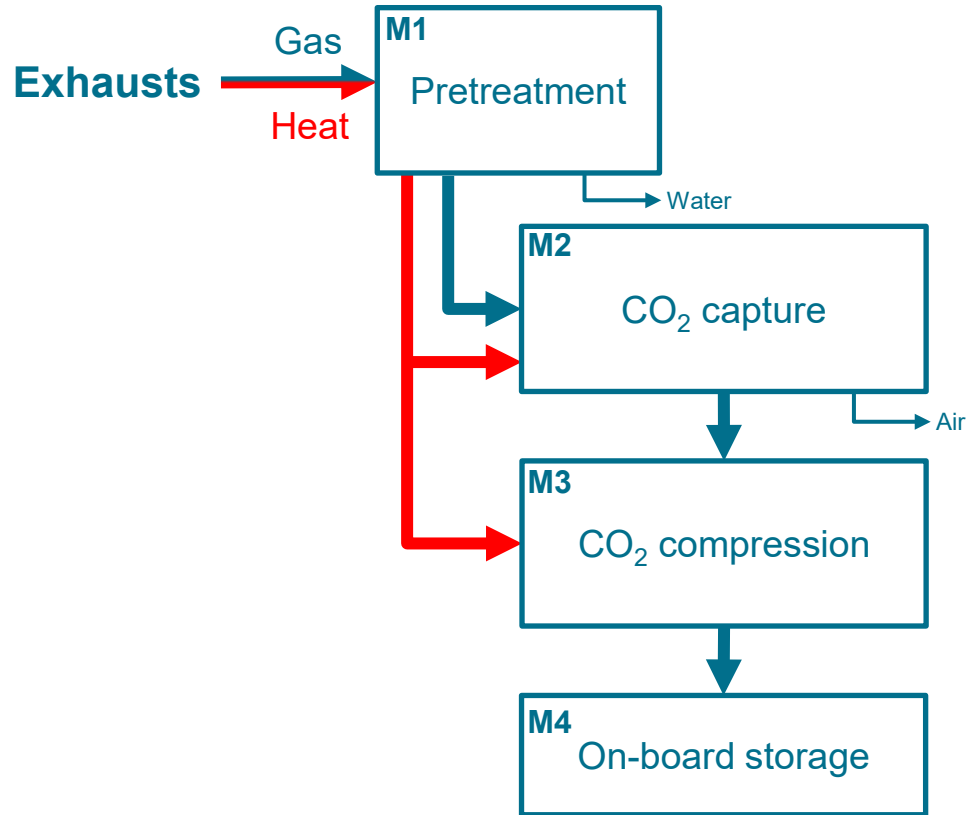 M1
Gas
Exhausts
Pretreatment
Heat
Water
M2
CO₂ capture
Air
M3
CO₂ compression
M4
On-board storage